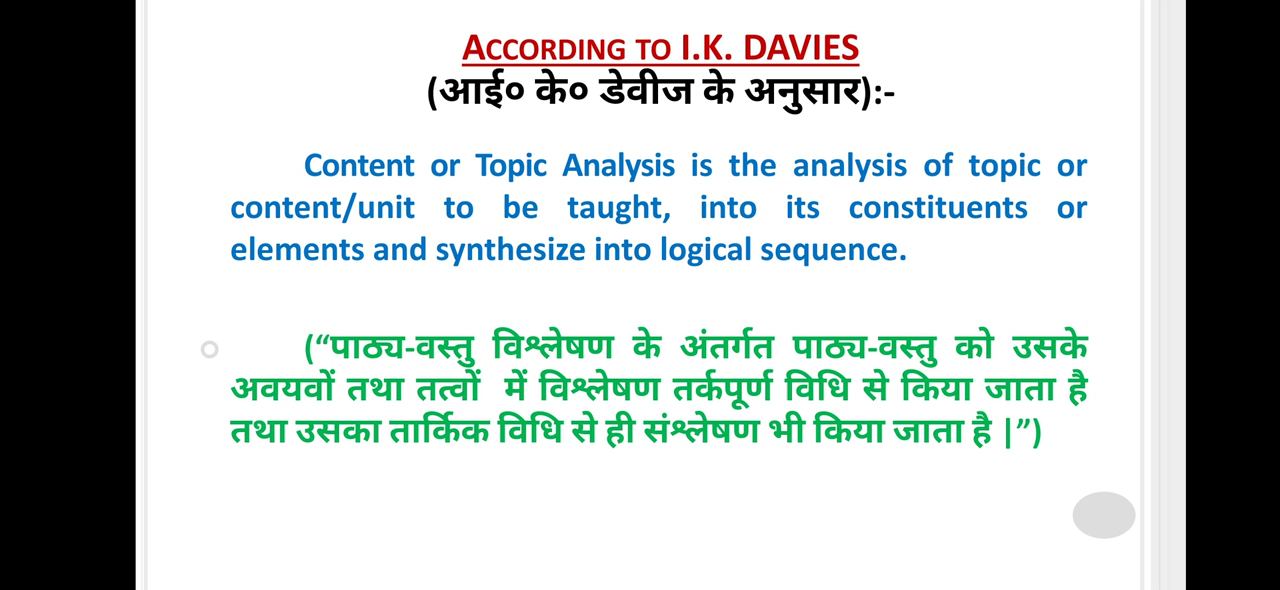 ACCORDING TO I.K. DAVIES
(आई० के० डेवीज के अनुसार):-
Content or Topic Analysis is the analysis of topic or
content/unit to be taught, into its constituents or
elements and synthesize into logical sequence.
(“पाठ्य-वस्तु विश्लेषण के अंतर्गत पाठ्य-वस्तु को उसके
अवयवों तथा तत्वों में विश्लेषण तर्कपूर्ण विधि से किया जाता है
तथा उसका तार्किक विधि से ही संश्लेषण भी किया जाता है |”)